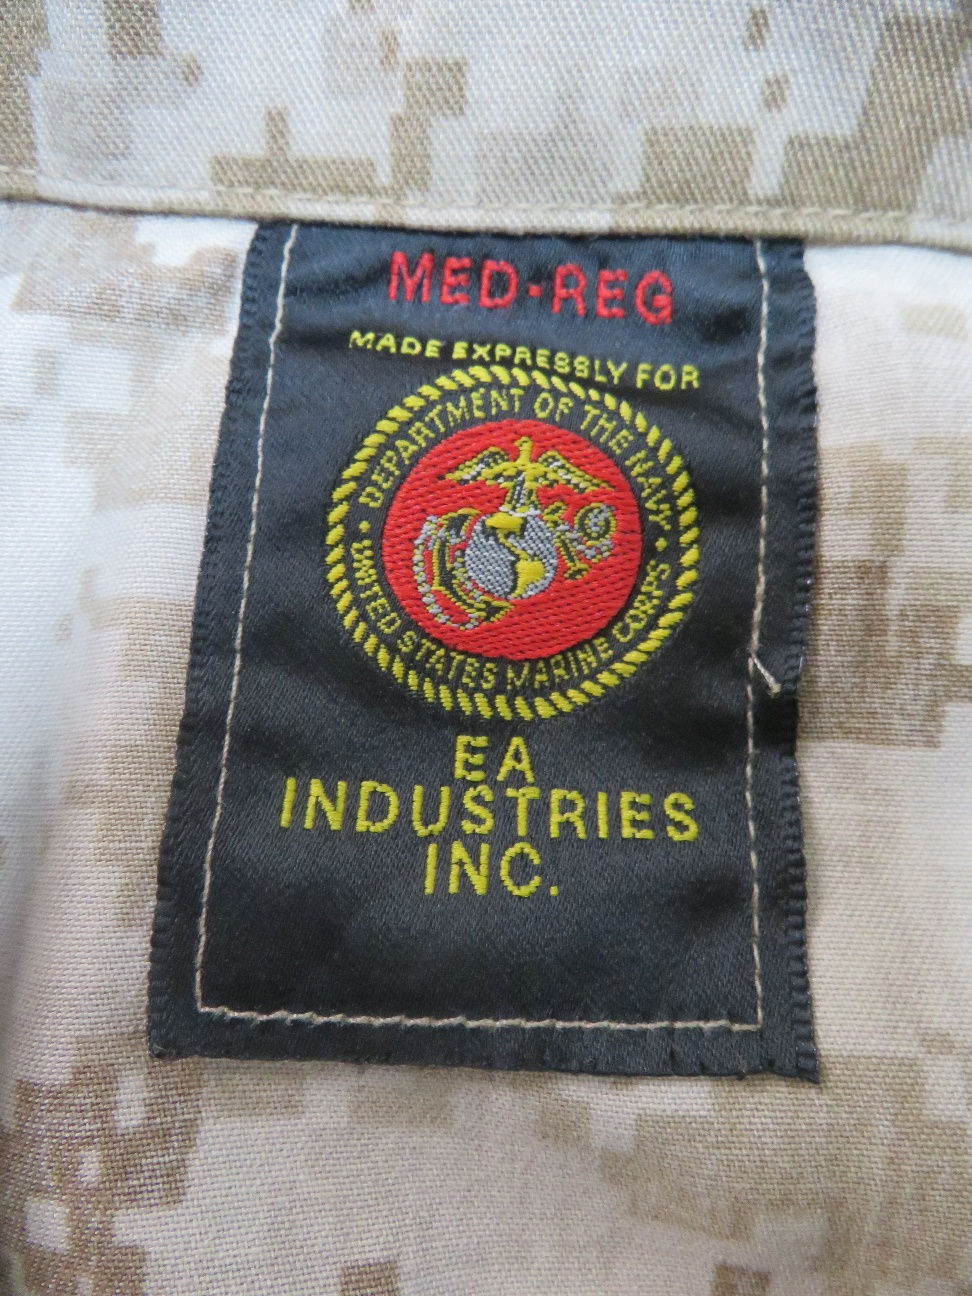 MED-REG
MADE EXPRESSLY FOR
DEPARTMENT OF THE NAVY
UNITED STATES MARINE CORPS
EA
INDUSTRIES
INC.